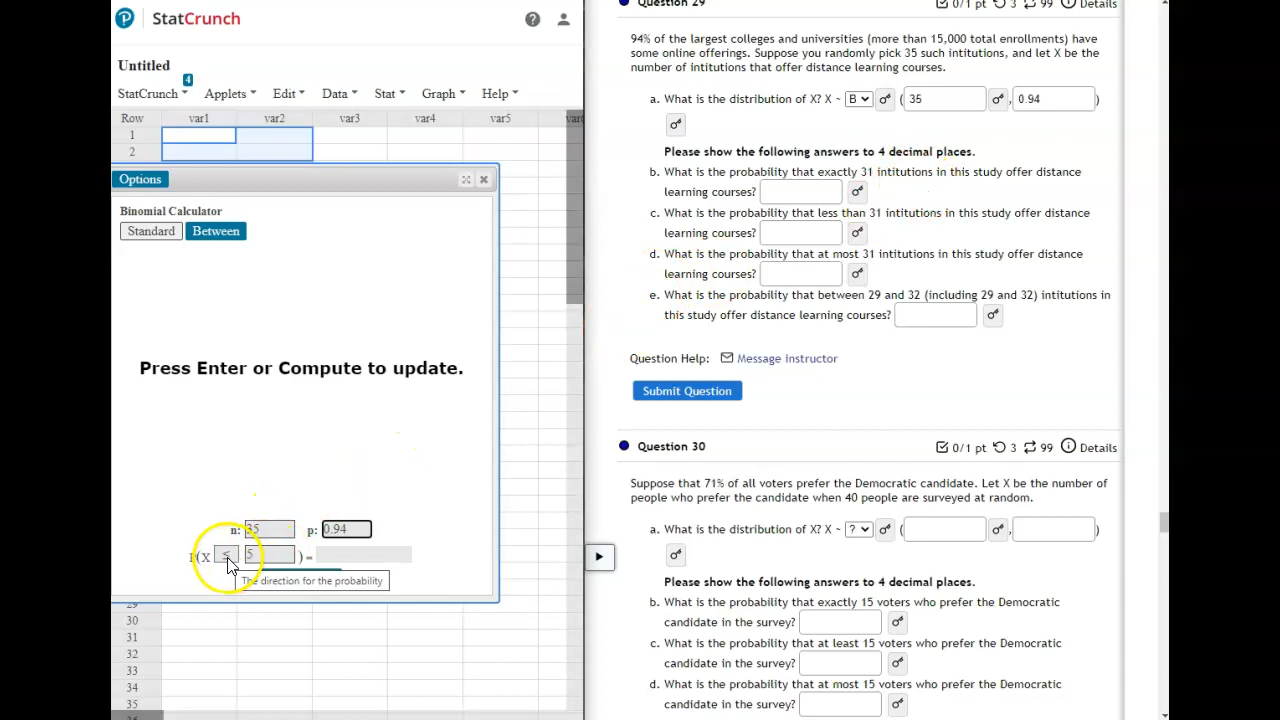 StatCrunch
Untitled
4
StatCrunch Applets Edit Data Stat Graph Help
Row var1 var2 var3 var4 var5
1
2
Options
Binomial Calculator
Standard Between
Press Enter or Compute to update.
n: 35 p: 0.94
P(X ≤ 5 ) =
The direction for the probability
30
31
32
33
34
35
Question 29 0/1 pt 3 99 Details
94% of the largest colleges and universities (more than 15,000 total enrollments) have
some online offerings. Suppose you randomly pick 35 such intitutions, and let X be the
number of intitutions that offer distance learning courses.
a. What is the distribution of X? X ~ B ( 35 , 0.94 )
Please show the following answers to 4 decimal places.
b. What is the probability that exactly 31 intitutions in this study offer distance
learning courses?
c. What is the probability that less than 31 intitutions in this study offer distance
learning courses?
d. What is the probability that at most 31 intitutions in this study offer distance
learning courses?
e. What is the probability that between 29 and 32 (including 29 and 32) intitutions in
this study offer distance learning courses?
Question Help: Message instructor
Submit Question
Question 30 0/1 pt 3 99 Details
Suppose that 71% of all voters prefer the Democratic candidate. Let X be the number of
people who prefer the candidate when 40 people are surveyed at random.
a. What is the distribution of X? X ~ ? ( , )
Please show the following answers to 4 decimal places.
b. What is the probability that exactly 15 voters who prefer the Democratic
candidate in the survey?
c. What is the probability that at least 15 voters who prefer the Democratic
candidate in the survey?
d. What is the probability that at most 15 voters who prefer the Democratic
candidate in the survey?